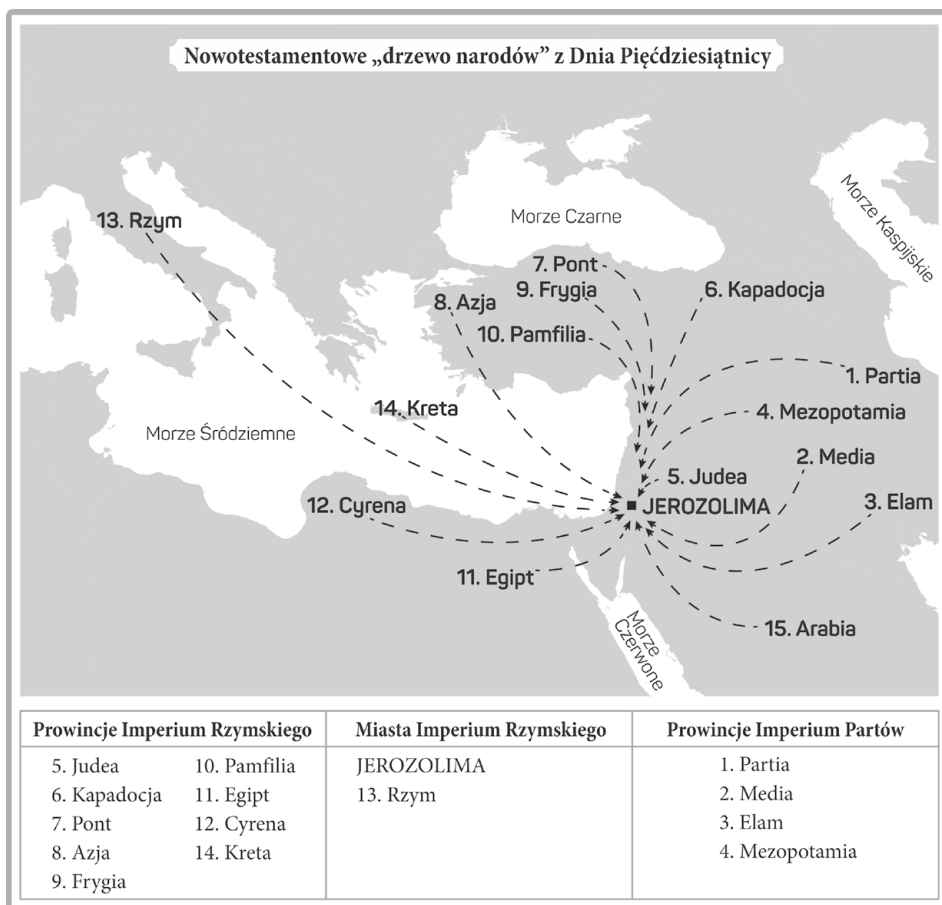 Nowotestamentowe „drzewo narodów” z Dnia Pięćdziesiątnicy
Morze Kaspijskie
13. Rzym
Morze Czarne
7. Pont
9. Frygia
6. Kapadocja
8. Azja
10. Pamfilia
1. Partia
14. Kreta
4. Mezopotamia
Morze Śródziemne
2. Media
5. Judea
12. Cyrena
JEROZOLIMA
3. Elam
11. Egipt
15. Arabia
Morze
Czerwone
Prowincje Imperium Rzymskiego
5. Judea
6. Kapadocja
7. Pont
8. Azja
9. Frygia
10. Pamfilia
11. Egipt
12. Cyrena
14. Kreta
Miasta Imperium Rzymskiego
JEROZOLIMA
13. Rzym
Prowincje Imperium Partów
1. Partia
2. Media
3. Elam
4. Mezopotamia